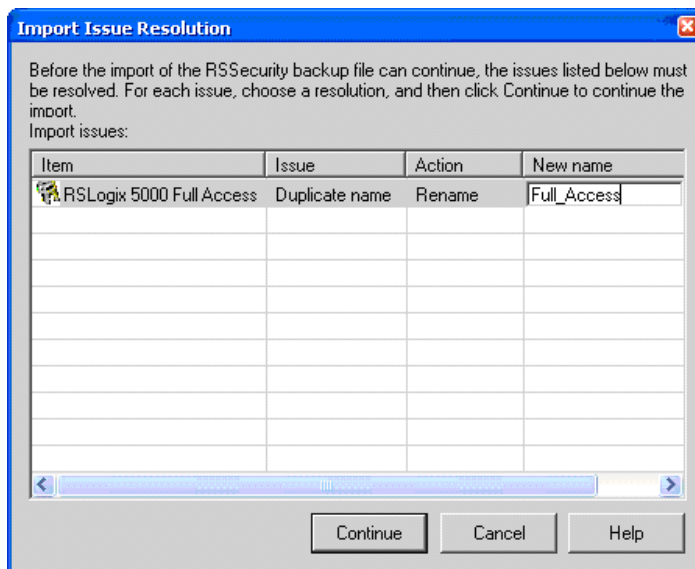 Import Issue Resolution
Before the import of the RSSecurity backup file can continue, the issues listed below must
be resolved. For each issue, choose a resolution, and then click Continue to continue the
import.
Import issues:
Item Issue Action New name
RSLogix 5000 Full Access Duplicate name Rename Full_Access
Continue Cancel Help